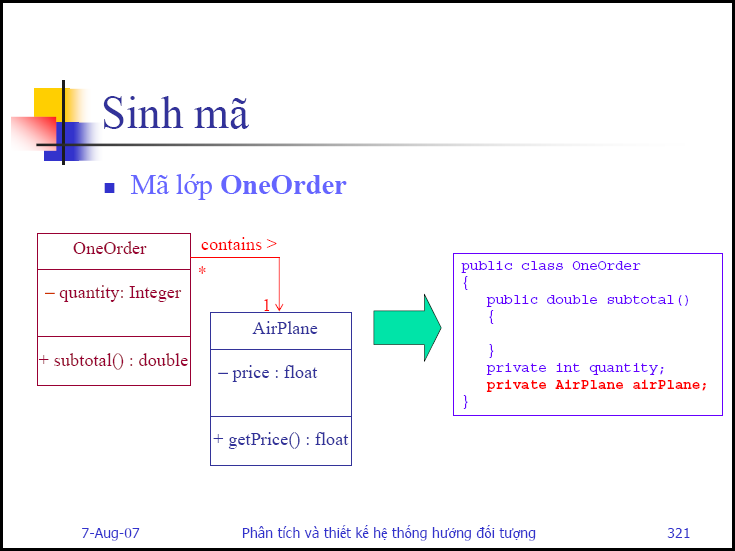 Sinh mã
Mã lớp OneOrder
OneOrder
– quantity: Integer
+ subtotal() : double
contains >
*
1
AirPlane
– price : float
+ getPrice() : float
public class OneOrder
{
public double subtotal()
{
}
private int quantity;
private AirPlane airPlane;
}
7-Aug-07
Phân tích và thiết kế hệ thống hướng đối tượng
321